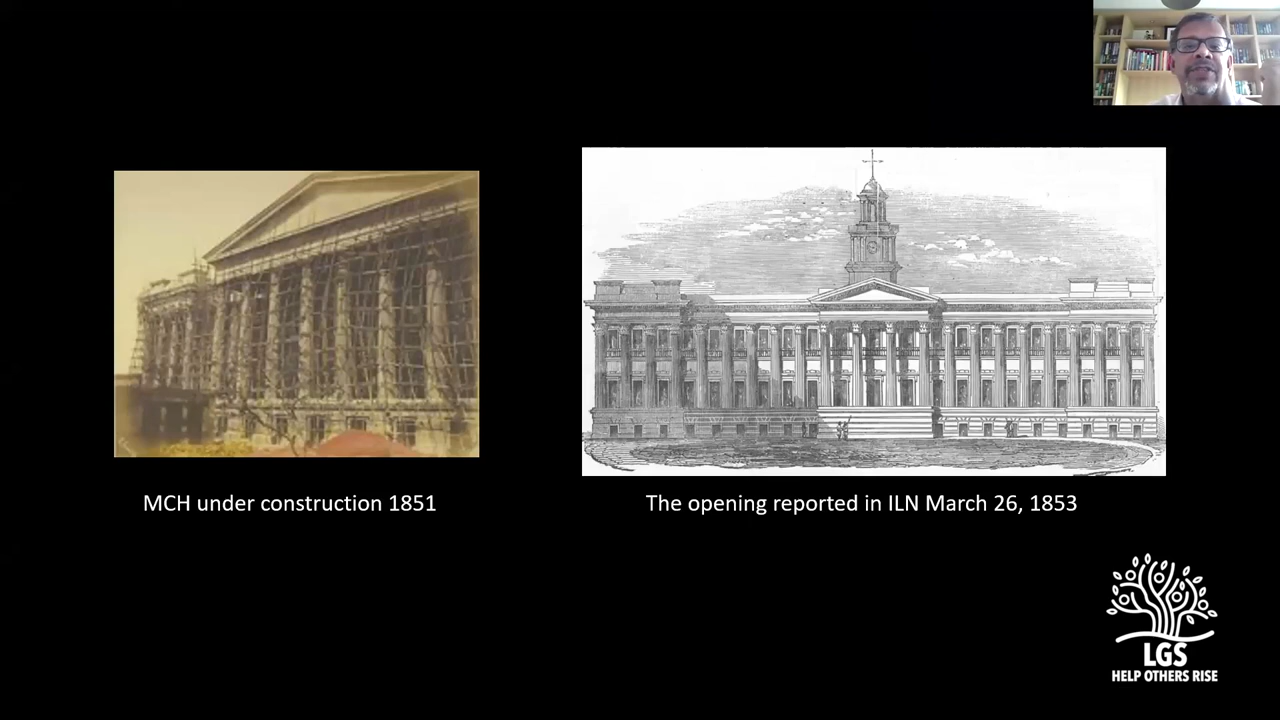 MCH under construction 1851
The opening reported in ILN March 26, 1853
LGS
HELP OTHERS RISE